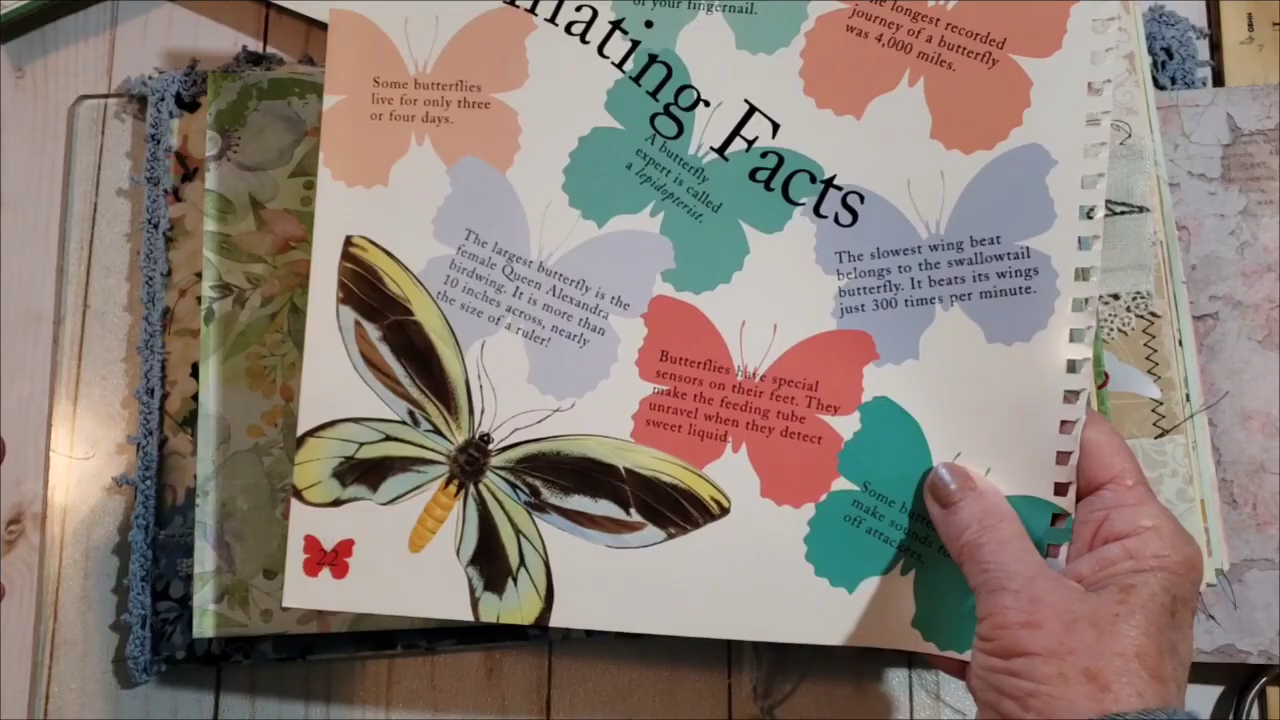 of your fingernail.
longest recorded
journey of a butterfly
was 4,000 miles.
nating Facts
Some butterflies
live for only three
or four days.
A butterfly
expert is called
a lepidopterist.
The largest butterfly is the
female Queen Alexandra
birdwing. It is more than
10 inches across, nearly
the size of a ruler!
The slowest wing beat
belongs to the swallowtail
butterfly. It beats its wings
just 300 times per minute.
Butterflies have special
sensors on their feet. They
make the feeding tube
unravel when they detect
sweet liquid.
Some
make sounds to
off attackers.
22